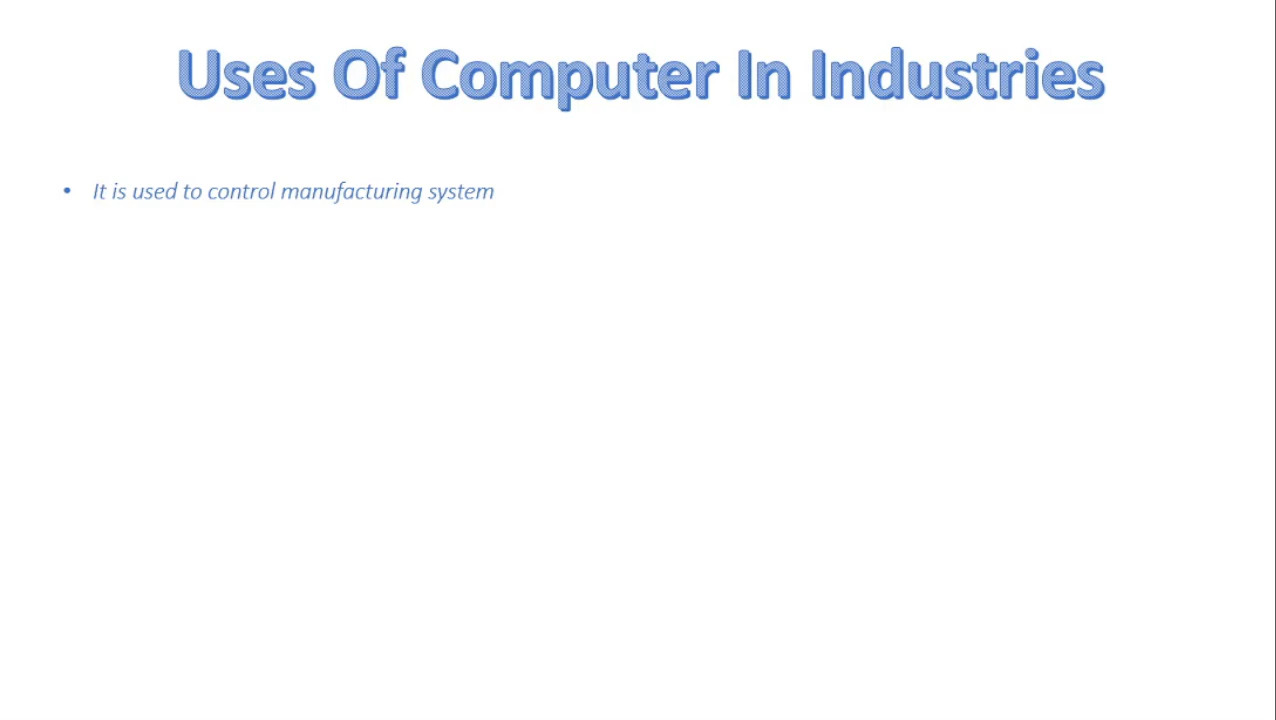 Uses Of Computer In Industries
• It is used to control manufacturing system